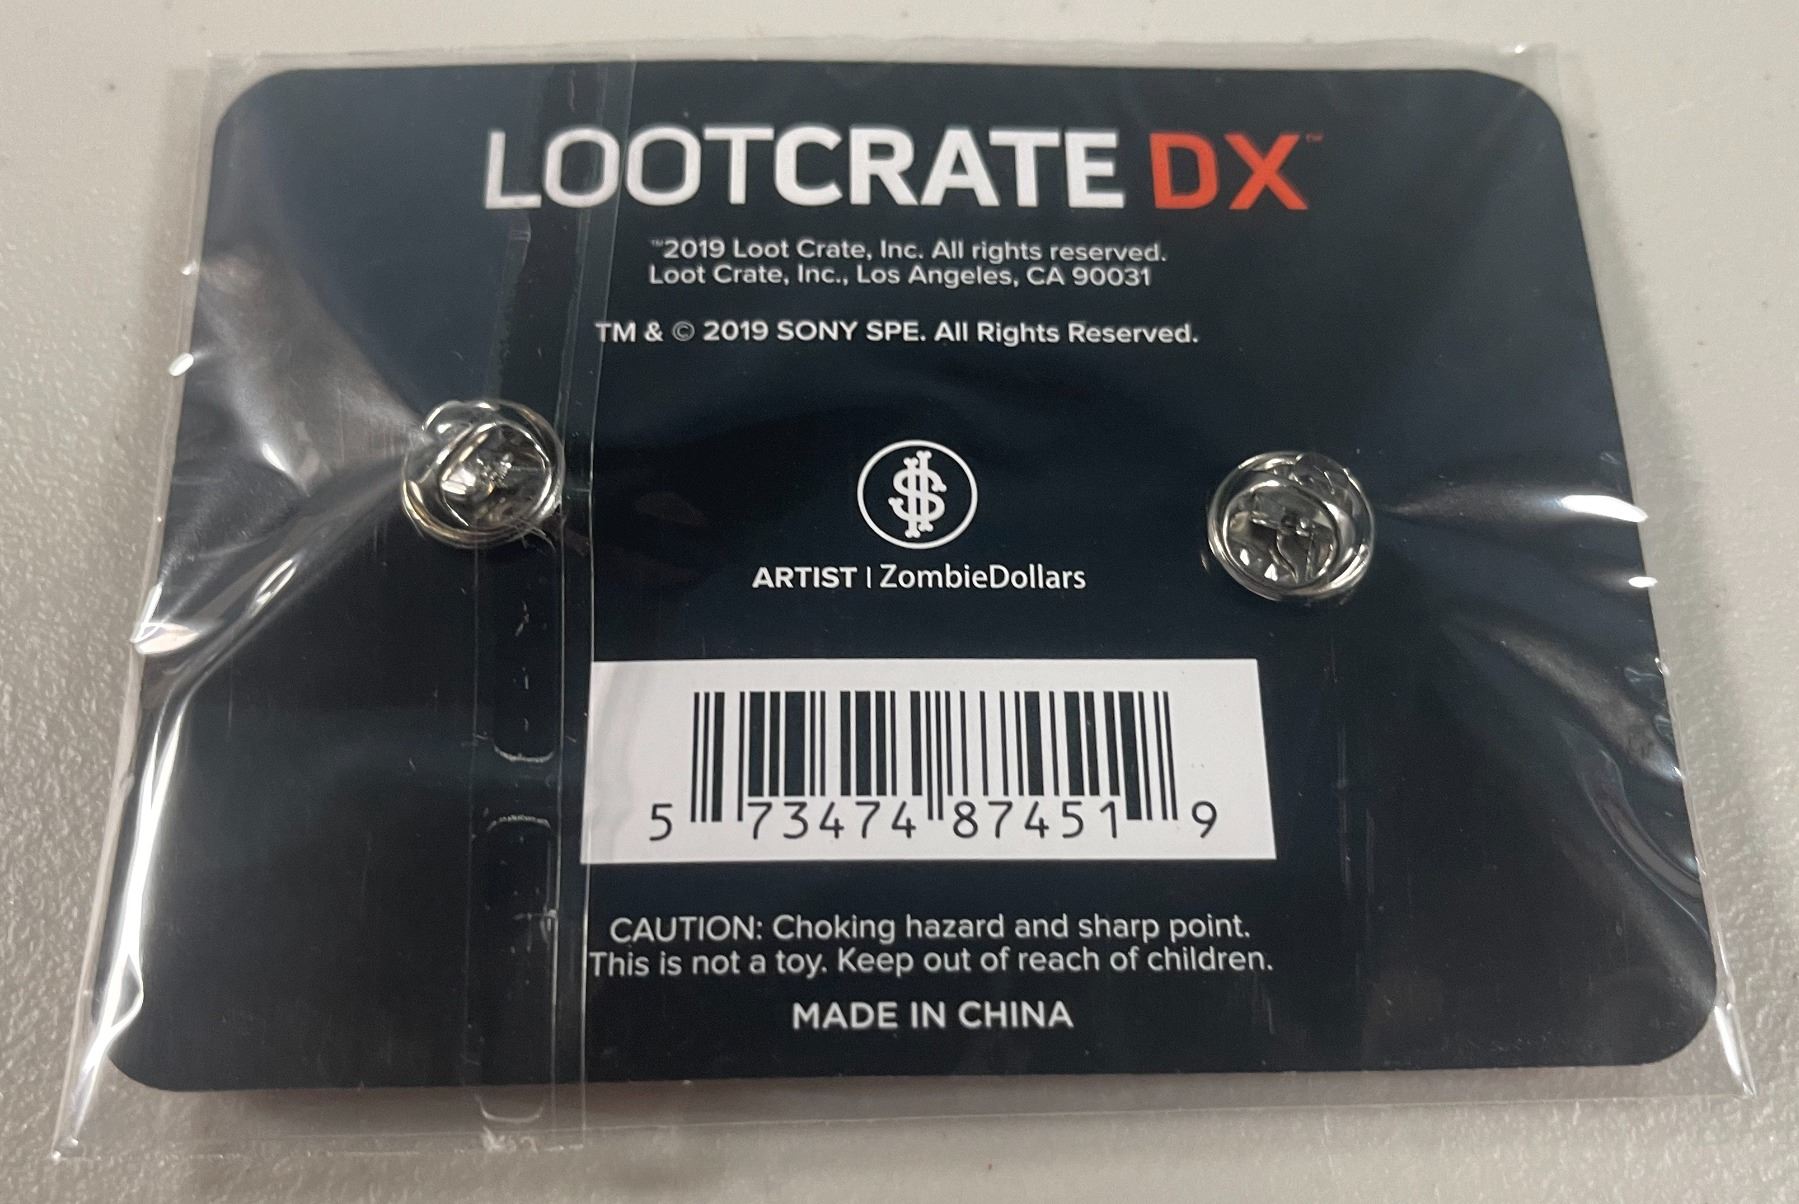 LOOTCRATE DX™
™2019 Loot Crate, Inc. All rights reserved.
Loot Crate, Inc., Los Angeles, CA 90031
TM & © 2019 SONY SPE. All Rights Reserved.
$
ARTIST | ZombieDollars
5 73474 87451 9
CAUTION: Choking hazard and sharp point.
This is not a toy. Keep out of reach of children.
MADE IN CHINA